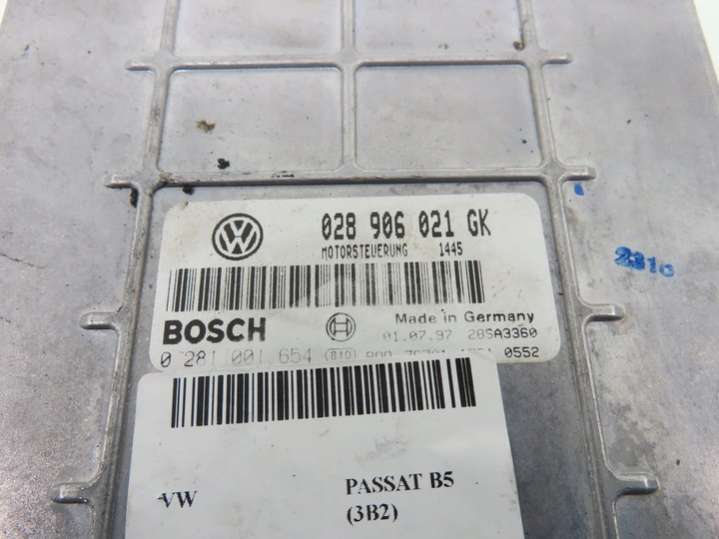 028 906 021 GK
MOTORSTEUERUNG 1445
BOSCH
Made in Germany
01.07.97 28SA3360
0 281 001 654 0552
VW PASSAT B5
(3B2)